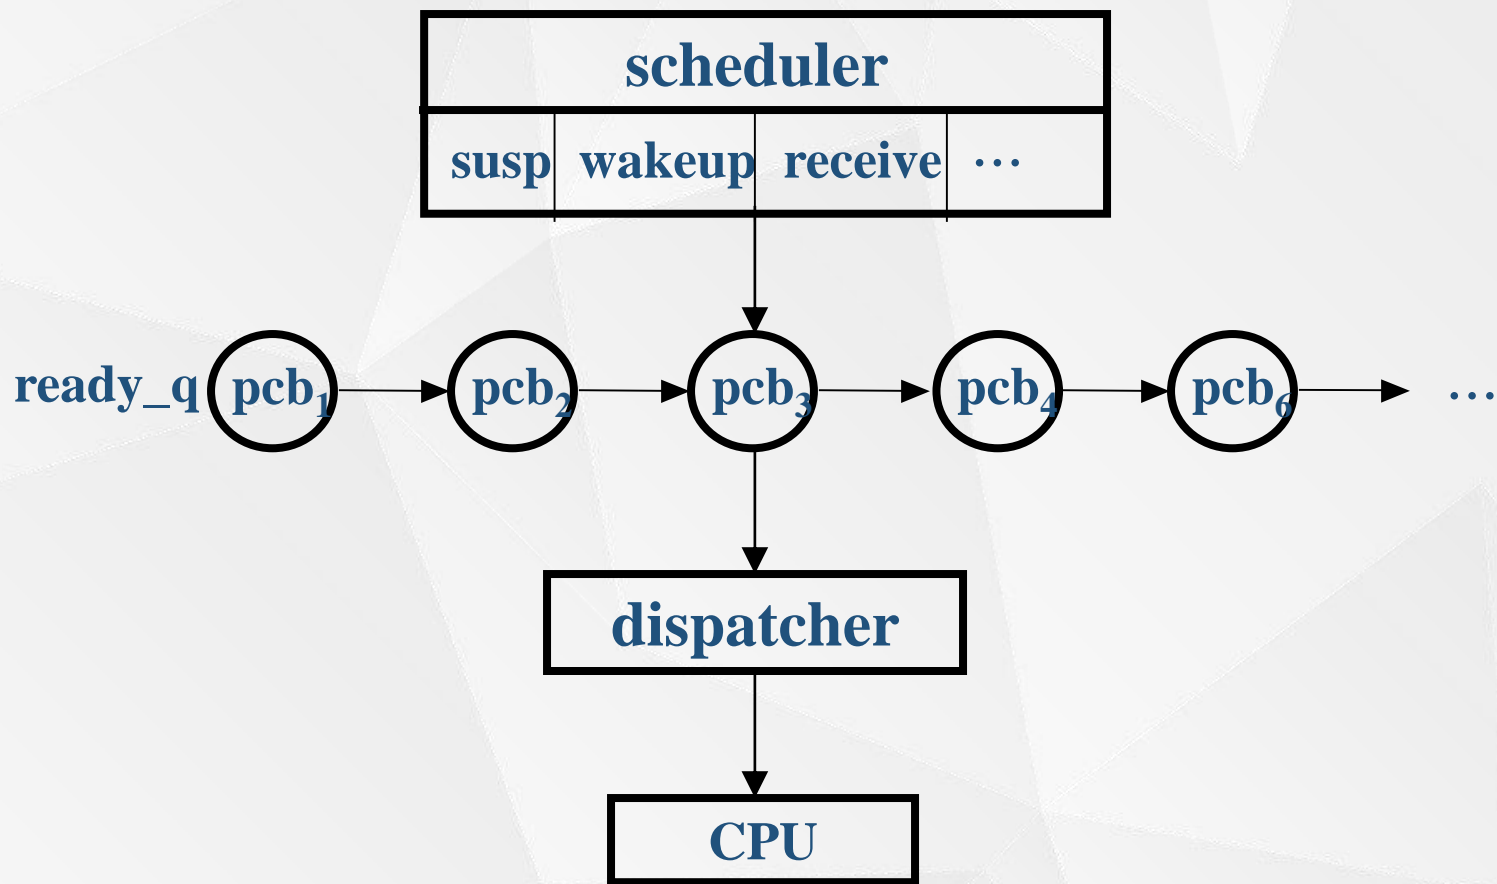 scheduler
susp wakeup receive …
ready_q pcb₁ pcb₂ pcb₃ pcb₄ pcb₆ …
dispatcher
CPU